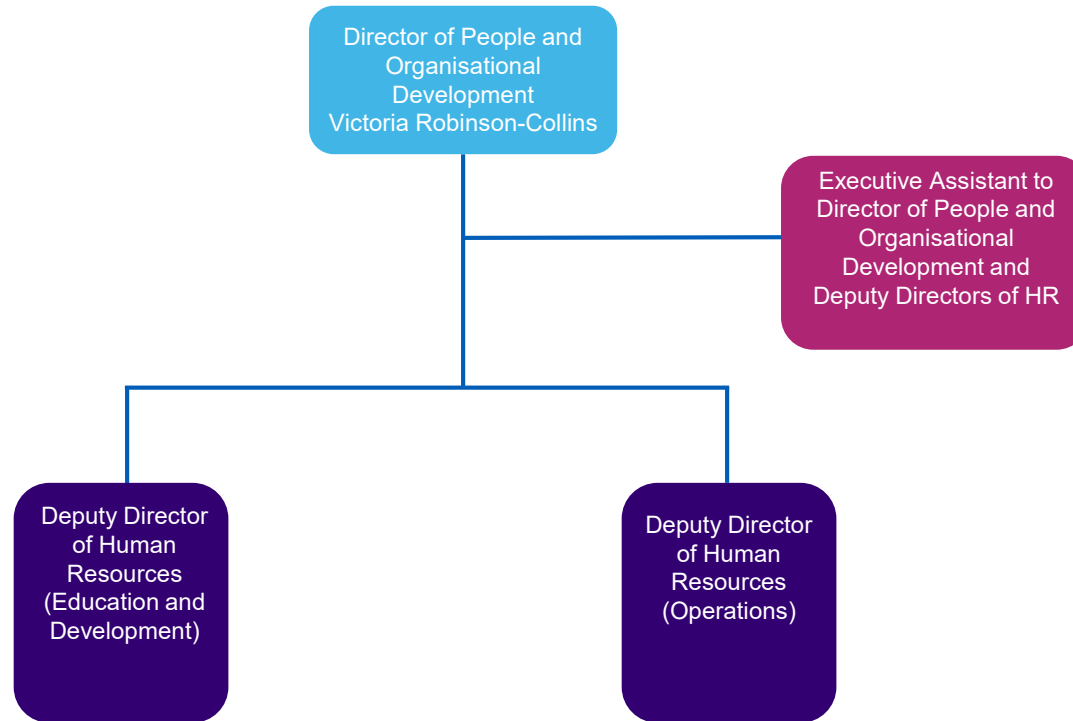 Director of People and
Organisational
Development
Victoria Robinson-Collins
Executive Assistant to
Director of People and
Organisational
Development and
Deputy Directors of HR
Deputy Director
of Human
Resources
(Education and
Development)
Deputy Director
of Human
Resources
(Operations)